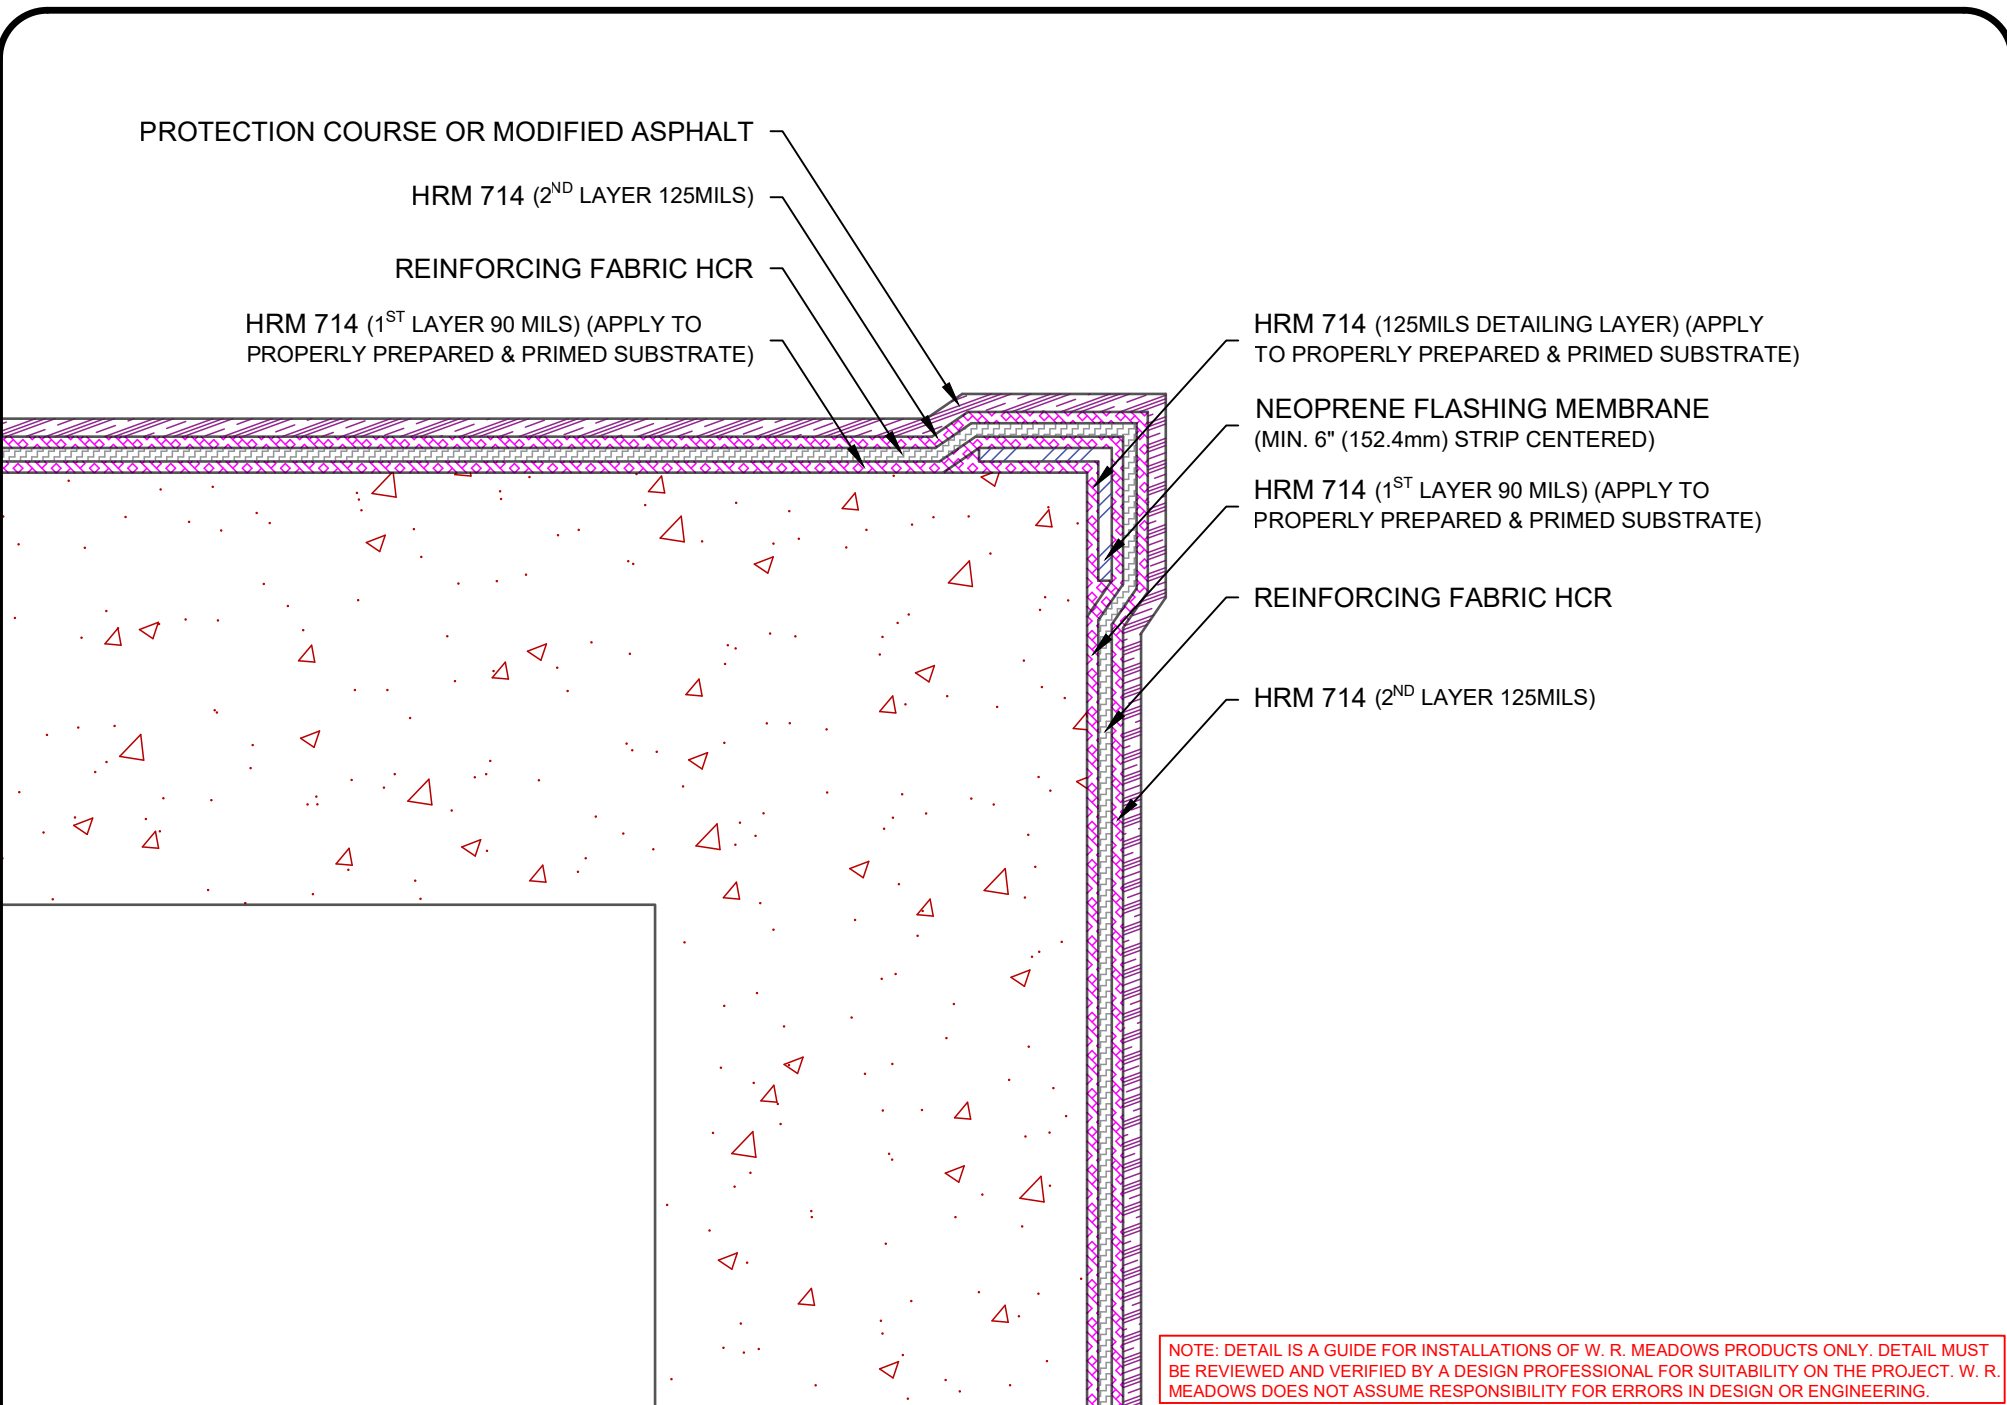 PROTECTION COURSE OR MODIFIED ASPHALT
HRM 714 (2ND LAYER 125MILS)
REINFORCING FABRIC HCR
HRM 714 (1ST LAYER 90 MILS) (APPLY TO
PROPERLY PREPARED & PRIMED SUBSTRATE)
HRM 714 (125MILS DETAILING LAYER) (APPLY
TO PROPERLY PREPARED & PRIMED SUBSTRATE)
NEOPRENE FLASHING MEMBRANE
(MIN. 6" (152.4mm) STRIP CENTERED)
HRM 714 (1ST LAYER 90 MILS) (APPLY TO
PROPERLY PREPARED & PRIMED SUBSTRATE)
REINFORCING FABRIC HCR
HRM 714 (2ND LAYER 125MILS)
NOTE: DETAIL IS A GUIDE FOR INSTALLATIONS OF W. R. MEADOWS PRODUCTS ONLY. DETAIL MUST
BE REVIEWED AND VERIFIED BY A DESIGN PROFESSIONAL FOR SUITABILITY ON THE PROJECT. W. R.
MEADOWS DOES NOT ASSUME RESPONSIBILITY FOR ERRORS IN DESIGN OR ENGINEERING.